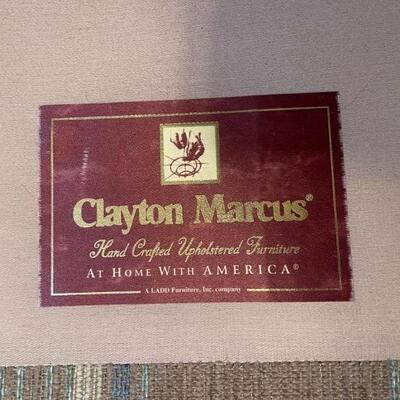 Clayton Marcus®
Hand Crafted Upholstered Furniture
AT HOME WITH AMERICA®
A LADD Furniture, Inc. company